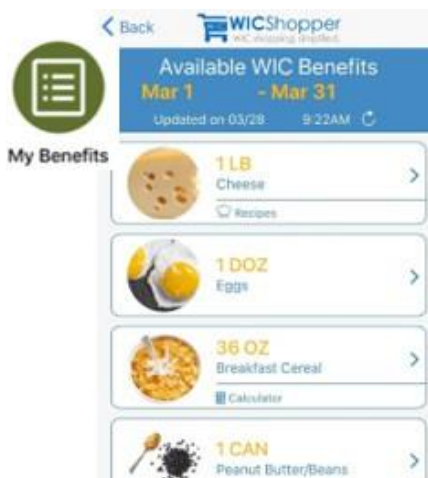 Back
WICShopper
WIC shopping simplified.
Available WIC Benefits
Mar 1 - Mar 31
Updated on 03/28 9:22AM
My Benefits
1 LB
Cheese
Recipes
1 DOZ
Eggs
36 OZ
Breakfast Cereal
Calculator
1 CAN
Peanut Butter/Beans